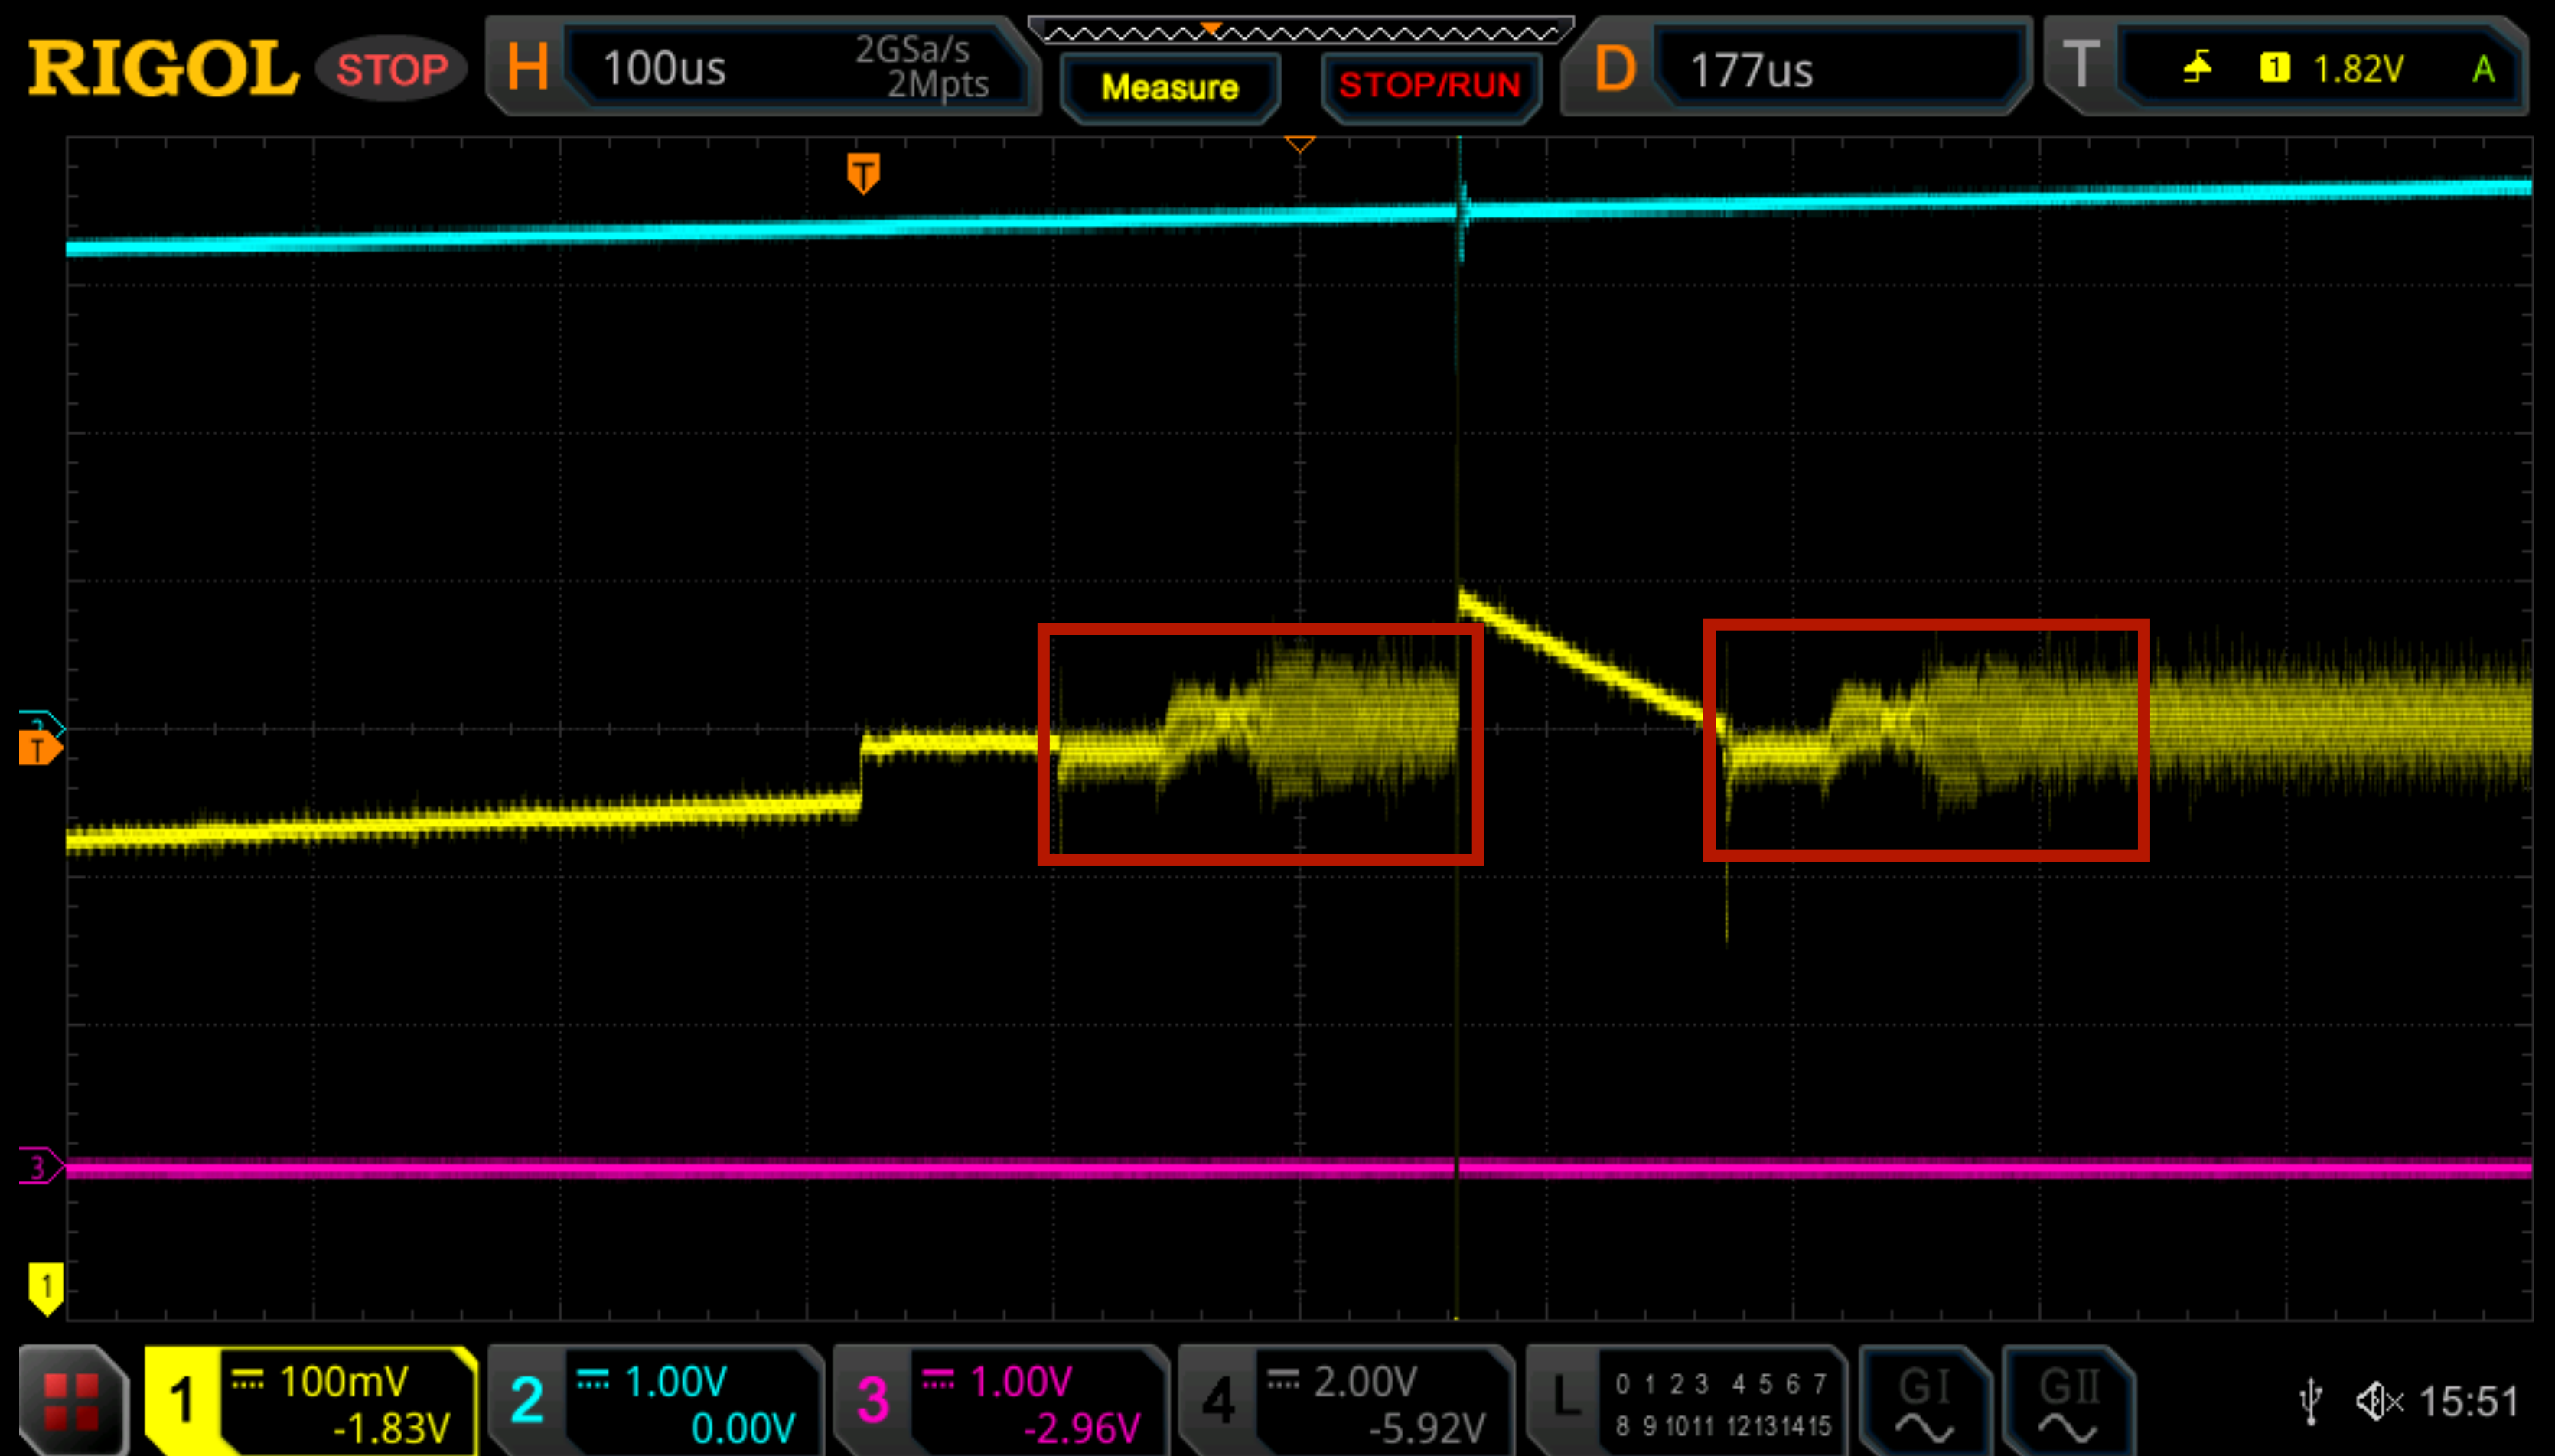 RIGOL STOP H 100us 2GSa/s 2Mpts Measure STOP/RUN D 177us T 1 1.82V A
T
2
T
3
1
1 100mV -1.83V 2 1.00V 0.00V 3 1.00V -2.96V 4 2.00V -5.92V L 0 1 2 3 4 5 6 7 GI GII 15:51
8 9 10 11 12 13 14 15